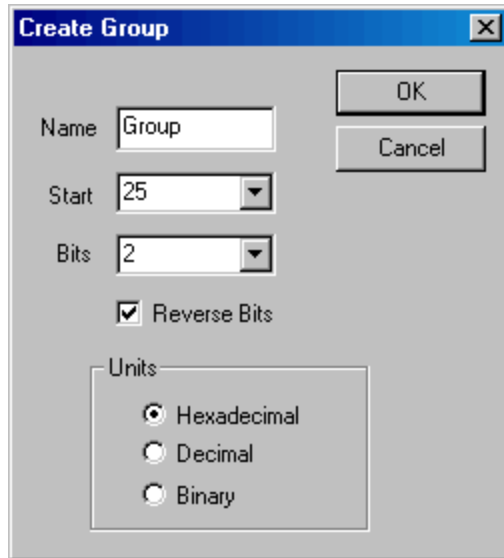 Create Group
OK
Name Group
Cancel
Start 25
Bits 2
Reverse Bits
Units
Hexadecimal
Decimal
Binary